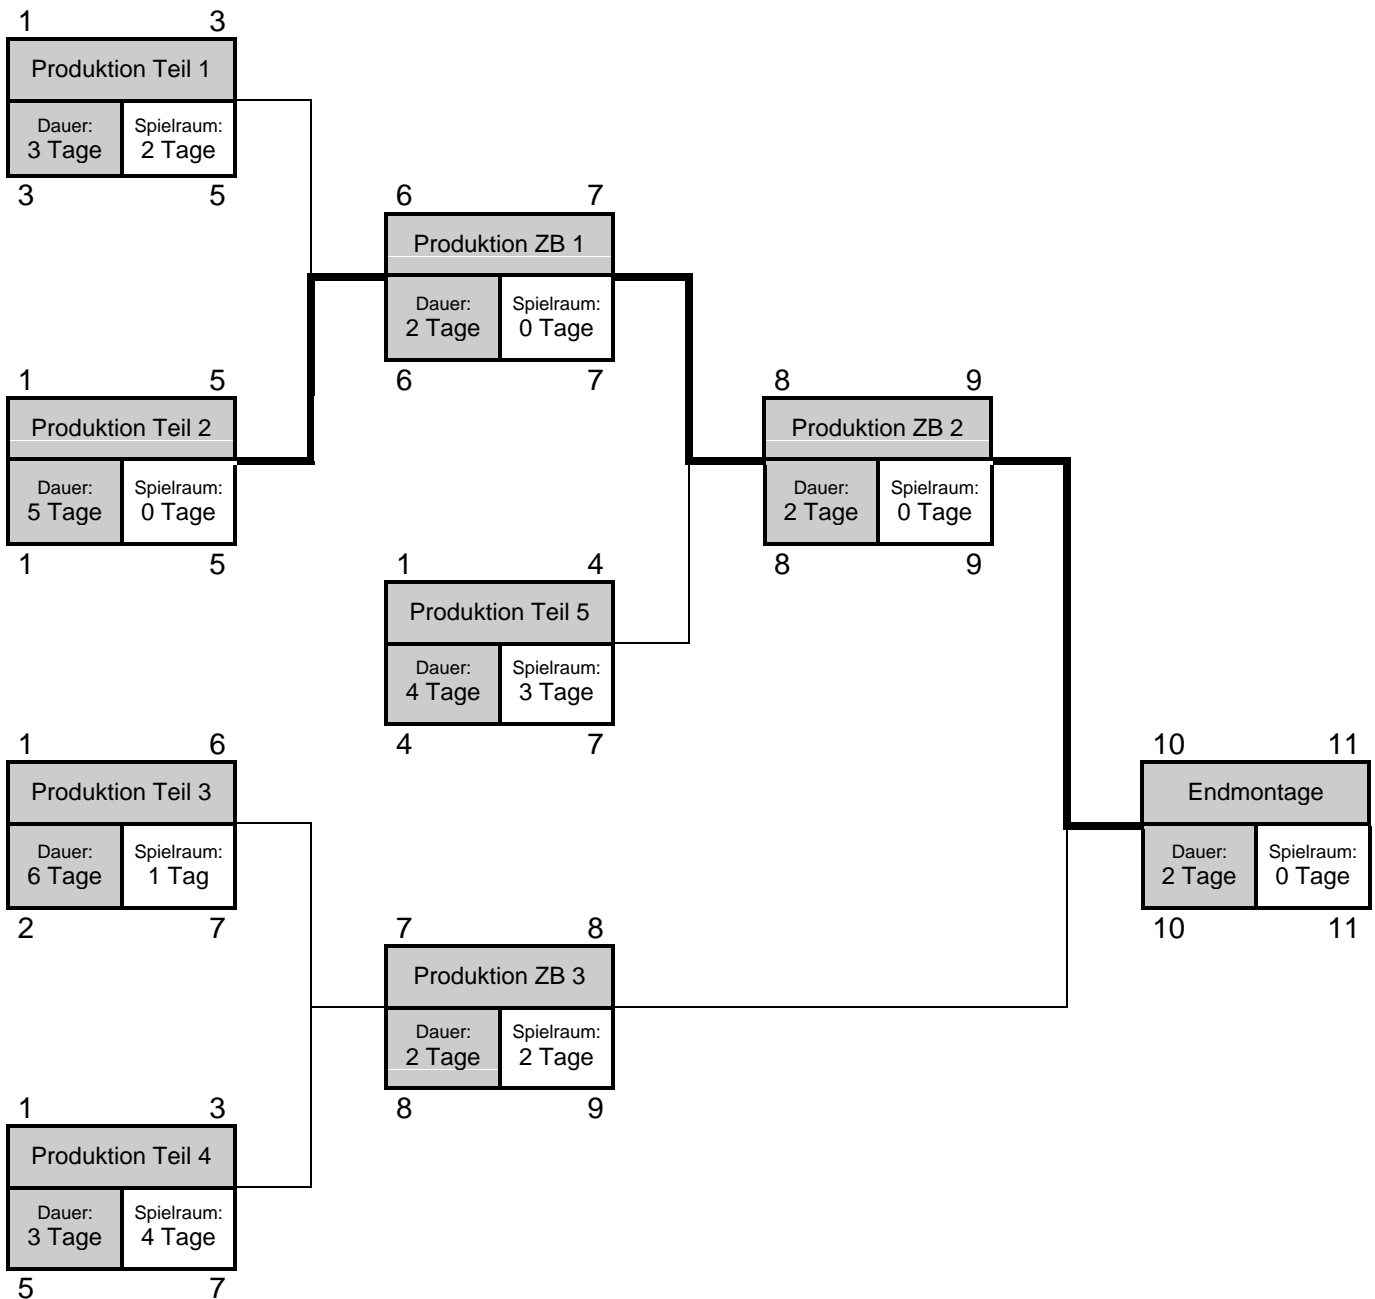 1 3
Produktion Teil 1
Dauer: Spielraum:
3 Tage 2 Tage
3 5
6 7
Produktion ZB 1
Dauer: Spielraum:
2 Tage 0 Tage
6 7
1 5
Produktion Teil 2
Dauer: Spielraum:
5 Tage 0 Tage
1 5
8 9
Produktion ZB 2
Dauer: Spielraum:
2 Tage 0 Tage
8 9
1 4
Produktion Teil 5
Dauer: Spielraum:
4 Tage 3 Tage
4 7
1 6
Produktion Teil 3
Dauer: Spielraum:
6 Tage 1 Tag
2 7
10 11
Endmontage
Dauer: Spielraum:
2 Tage 0 Tage
10 11
7 8
Produktion ZB 3
Dauer: Spielraum:
2 Tage 2 Tage
8 9
1 3
Produktion Teil 4
Dauer: Spielraum:
3 Tage 4 Tage
5 7